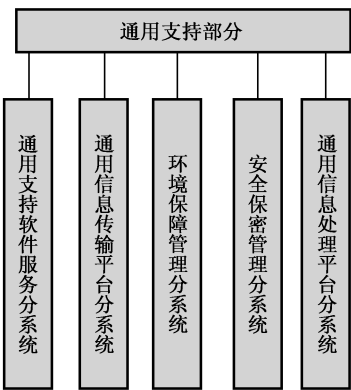 通用支持部分
通用支持软件服务分系统
通用信息传输平台分系统
环境保障管理分系统
安全保密管理分系统
通用信息处理平台分系统